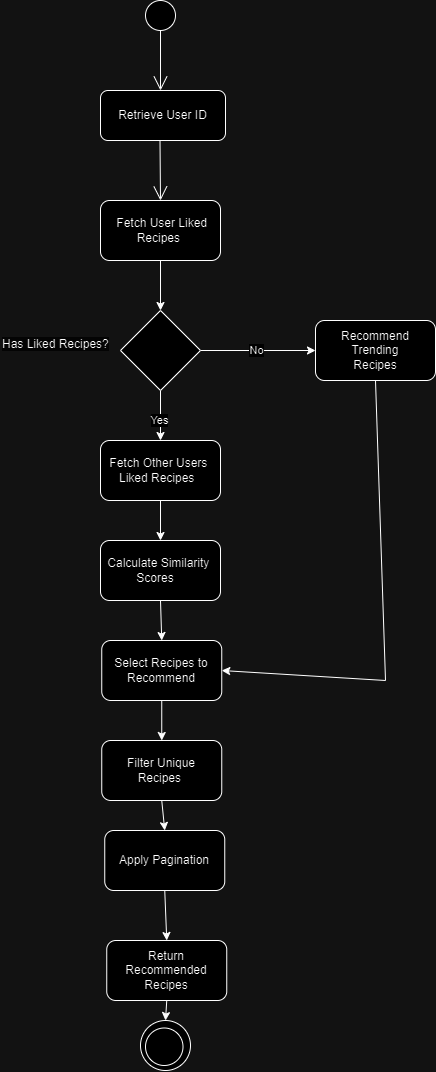 Retrieve User ID
Fetch User Liked
Recipes
Has Liked Recipes?
No
Recommend
Trending
Recipes
Yes
Fetch Other Users
Liked Recipes
Calculate Similarity
Scores
Select Recipes to
Recommend
Filter Unique
Recipes
Apply Pagination
Return
Recommended
Recipes